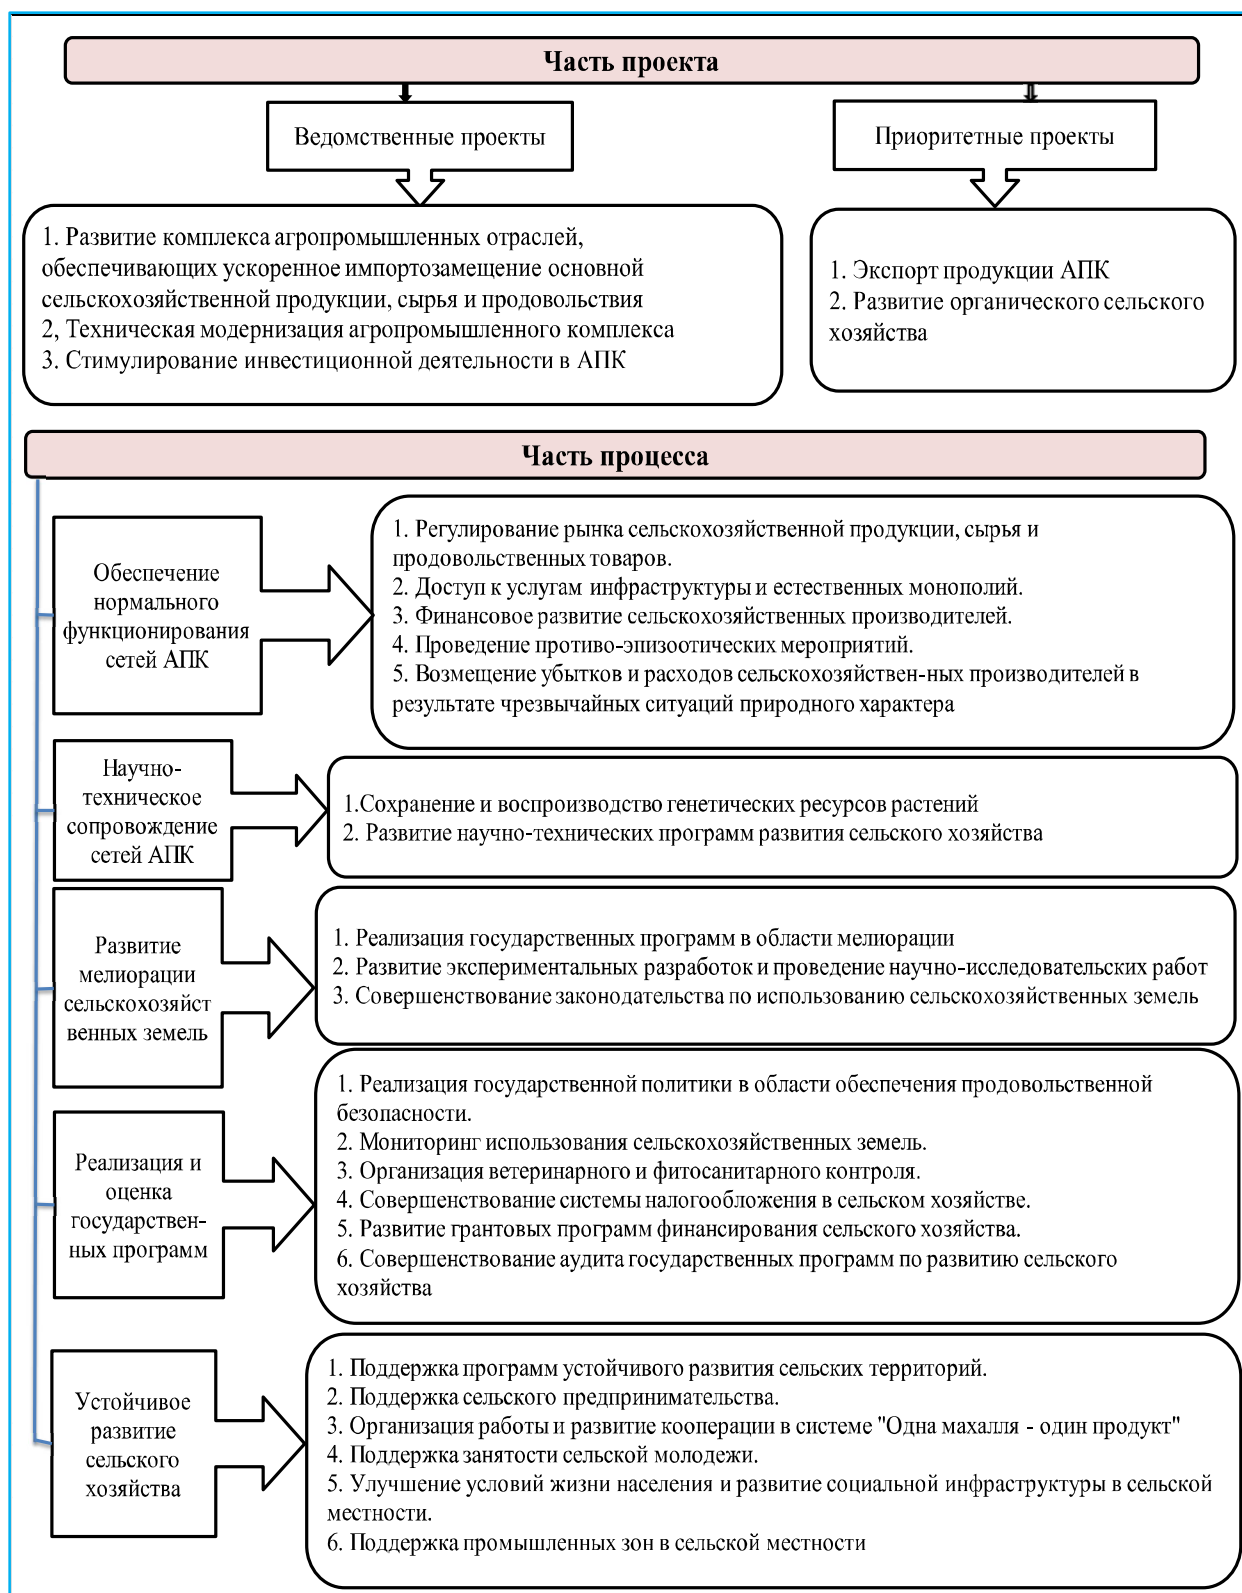 Часть проекта
Ведомственные проекты
Приоритетные проекты
1. Развитие комплекса агропромышленных отраслей,
обеспечивающих ускоренное импортозамещение основной
сельскохозяйственной продукции, сырья и продовольствия
2, Техническая модернизация агропромышленного комплекса
3. Стимулирование инвестиционной деятельности в АПК
1. Экспорт продукции АПК
2. Развитие органического сельского
хозяйства
Часть процесса
Обеспечение
нормального
функционирования
сетей АПК
1. Регулирование рынка сельскохозяйственной продукции, сырья и
продовольственных товаров.
2. Доступ к услугам инфраструктуры и естественных монополий.
3. Финансовое развитие сельскохозяйственных производителей.
4. Проведение противо-эпизоотических мероприятий.
5. Возмещение убытков и расходов сельскохозяйствен-ных производителей в
результате чрезвычайных ситуаций природного характера
Научно-
техническое
сопровождение
сетей АПК
1.Сохранение и воспроизводство генетических ресурсов растений
2. Развитие научно-технических программ развития сельского хозяйства
Развитие
мелиорации
сельскохозяйст
венных земель
1. Реализация государственных программ в области мелиорации
2. Развитие экспериментальных разработок и проведение научно-исследовательских работ
3. Совершенствование законодательства по использованию сельскохозяйственных земель
Реализация и
оценка
государствен-
ных программ
1. Реализация государственной политики в области обеспечения продовольственной
безопасности.
2. Мониторинг использования сельскохозяйственных земель.
3. Организация ветеринарного и фитосанитарного контроля.
4. Совершенствование системы налогообложения в сельском хозяйстве.
5. Развитие грантовых программ финансирования сельского хозяйства.
6. Совершенствование аудита государственных программ по развитию сельского
хозяйства
Устойчивое
развитие
сельского
хозяйства
1. Поддержка программ устойчивого развития сельских территорий.
2. Поддержка сельского предпринимательства.
3. Организация работы и развитие кооперации в системе "Одна махалля - один продукт"
4. Поддержка занятости сельской молодежи.
5. Улучшение условий жизни населения и развитие социальной инфраструктуры в сельской
местности.
6. Поддержка промышленных зон в сельской местности